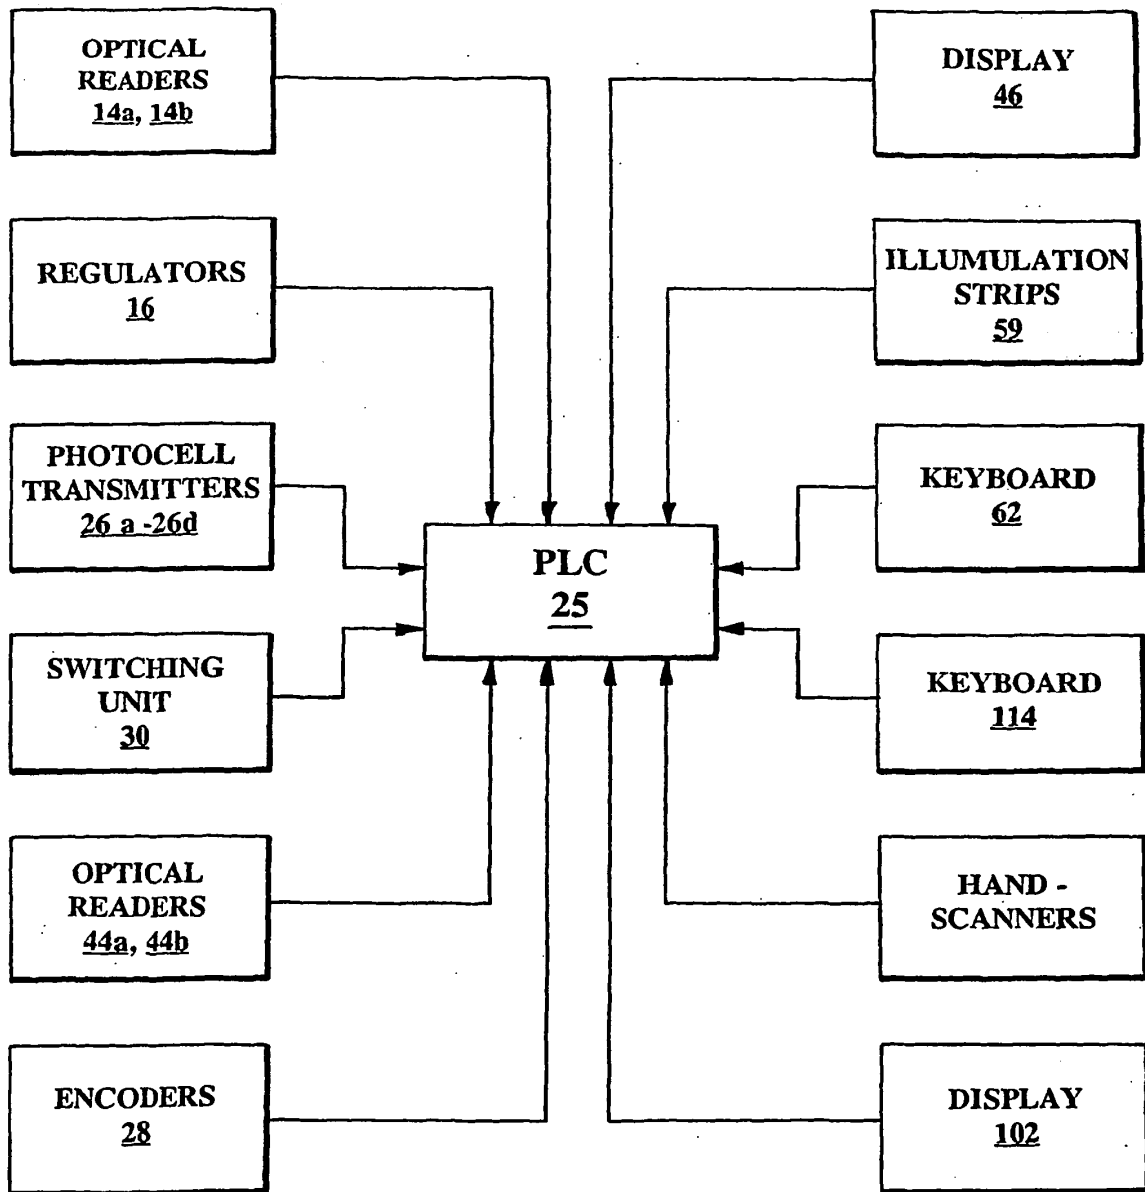 OPTICAL
READERS
14a, 14b
REGULATORS
16
PHOTOCELL
TRANSMITTERS
26 a -26d
SWITCHING
UNIT
30
OPTICAL
READERS
44a, 44b
ENCODERS
28
PLC
25
DISPLAY
46
ILLUMULATION
STRIPS
59
KEYBOARD
62
KEYBOARD
114
HAND -
SCANNERS
DISPLAY
102